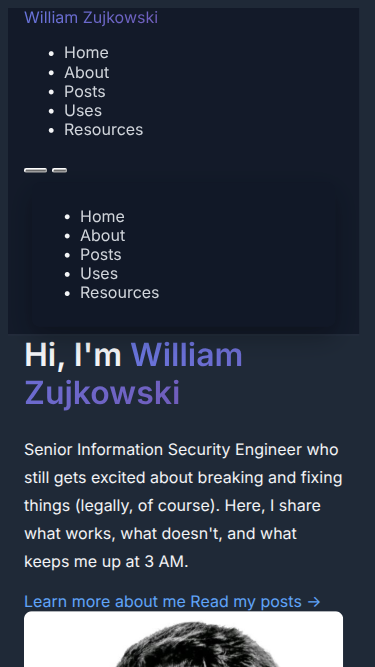 William Zujkowski
Home
About
Posts
Uses
Resources
Home
About
Posts
Uses
Resources
Hi, I'm William
Zujkowski
Senior Information Security Engineer who
still gets excited about breaking and fixing
things (legally, of course). Here, I share
what works, what doesn't, and what
keeps me up at 3 AM.
Learn more about me Read my posts →